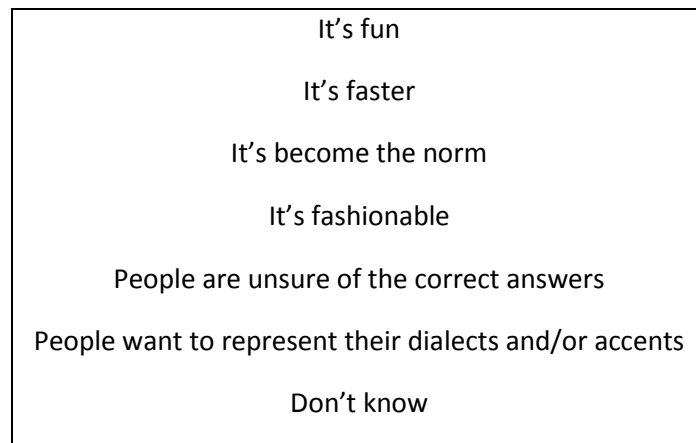 It’s fun
It’s faster
It’s become the norm
It’s fashionable
People are unsure of the correct answers
People want to represent their dialects and/or accents
Don’t know